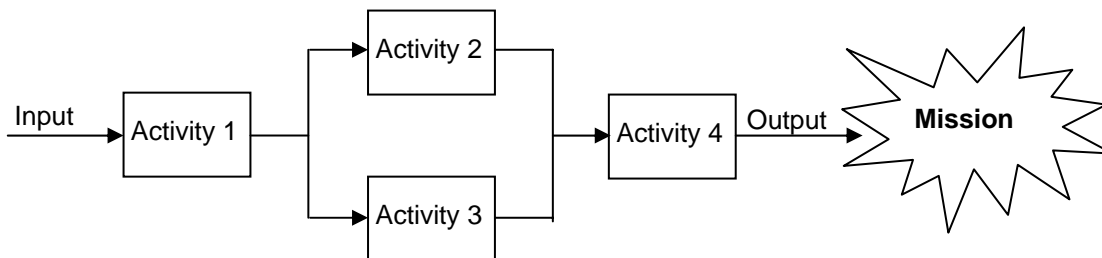 Input
Activity 1
Activity 2
Activity 3
Activity 4
Output
Mission